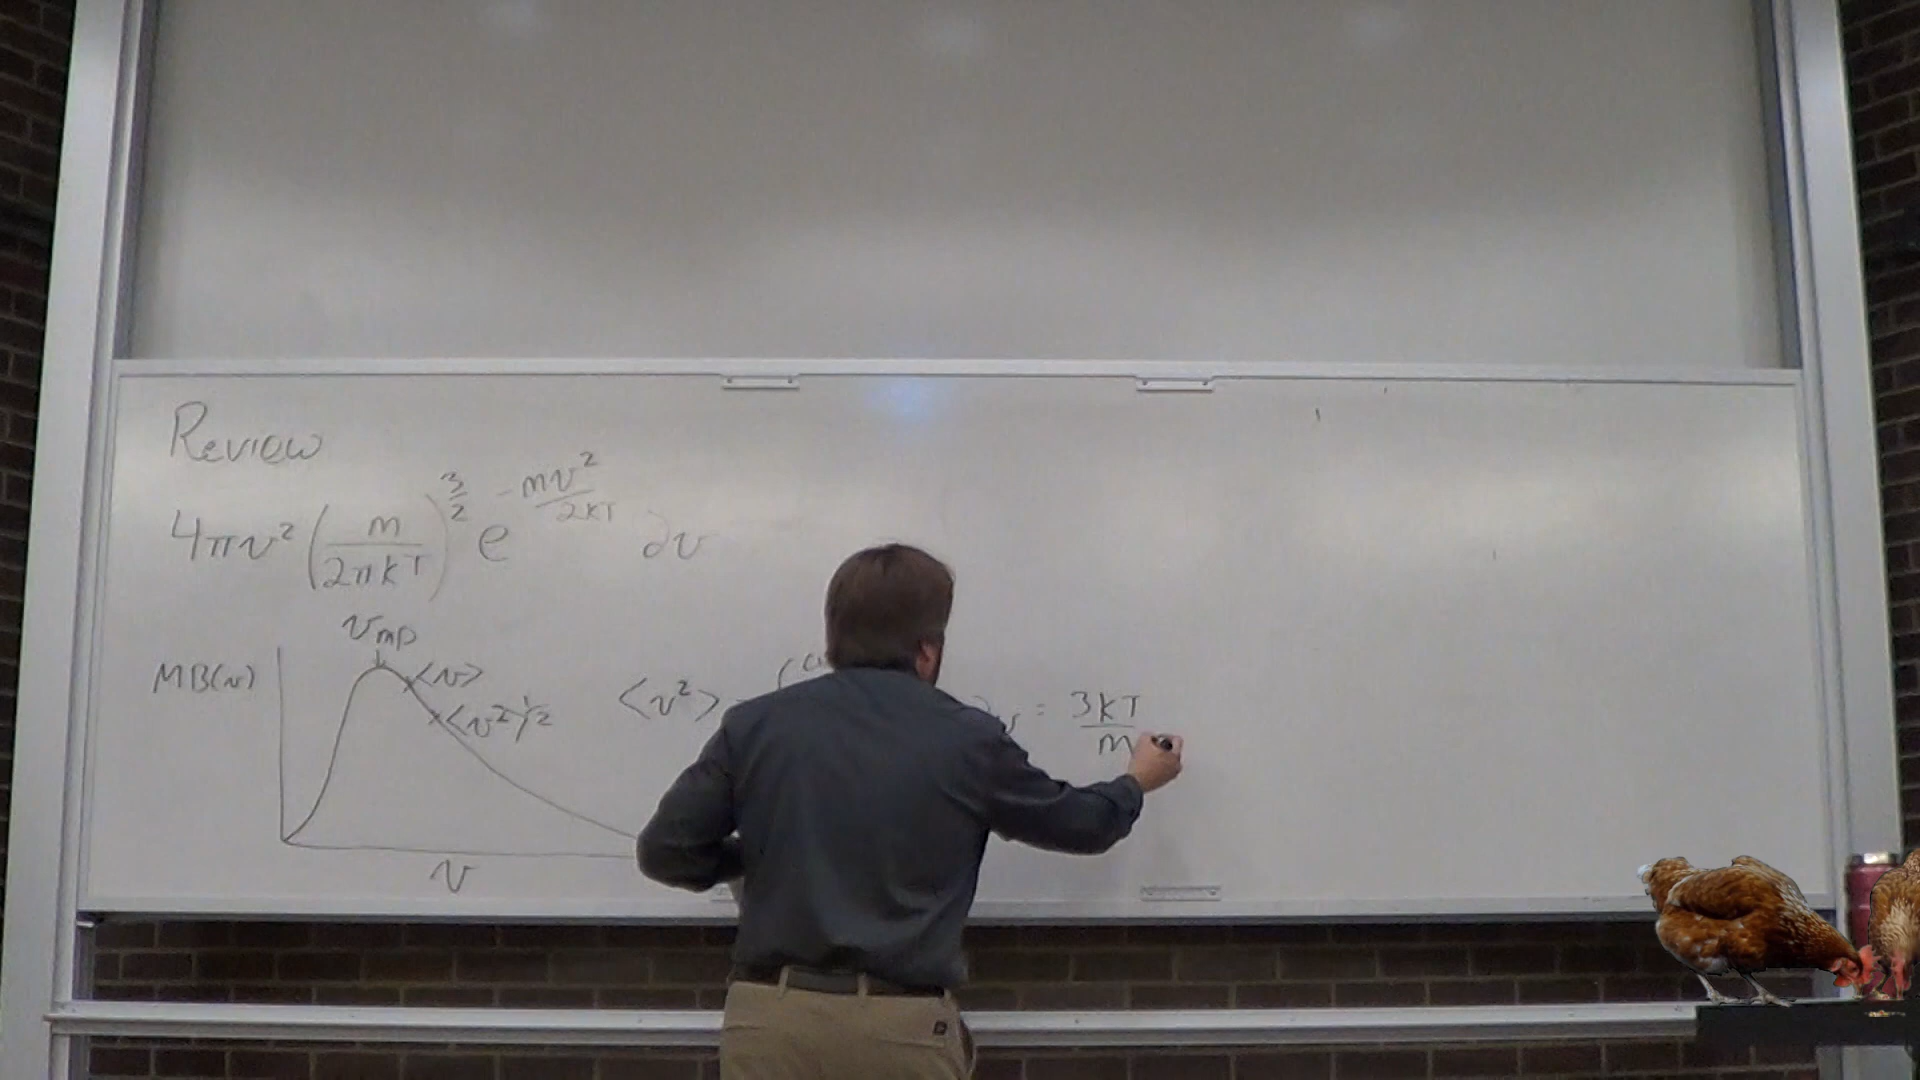 Review
4πv² (m/2πkT)^3/2 e^-mv²/2kT ∂v
v_mp
MB(v)
<v>
<v²>^1/2
<v²> = 3kT/m
v